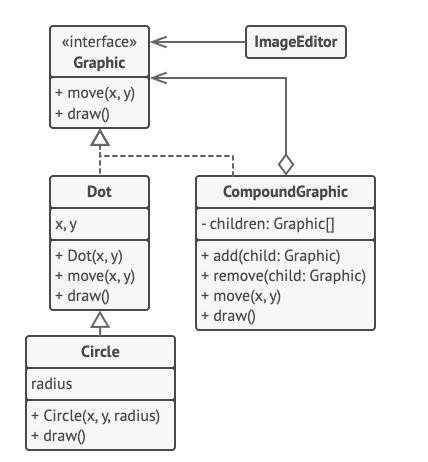 «interface»
Graphic
+ move(x, y)
+ draw()
ImageEditor
Dot
x, y
+ Dot(x, y)
+ move(x, y)
+ draw()
CompoundGraphic
- children: Graphic[]
+ add(child: Graphic)
+ remove(child: Graphic)
+ move(x, y)
+ draw()
Circle
radius
+ Circle(x, y, radius)
+ draw()